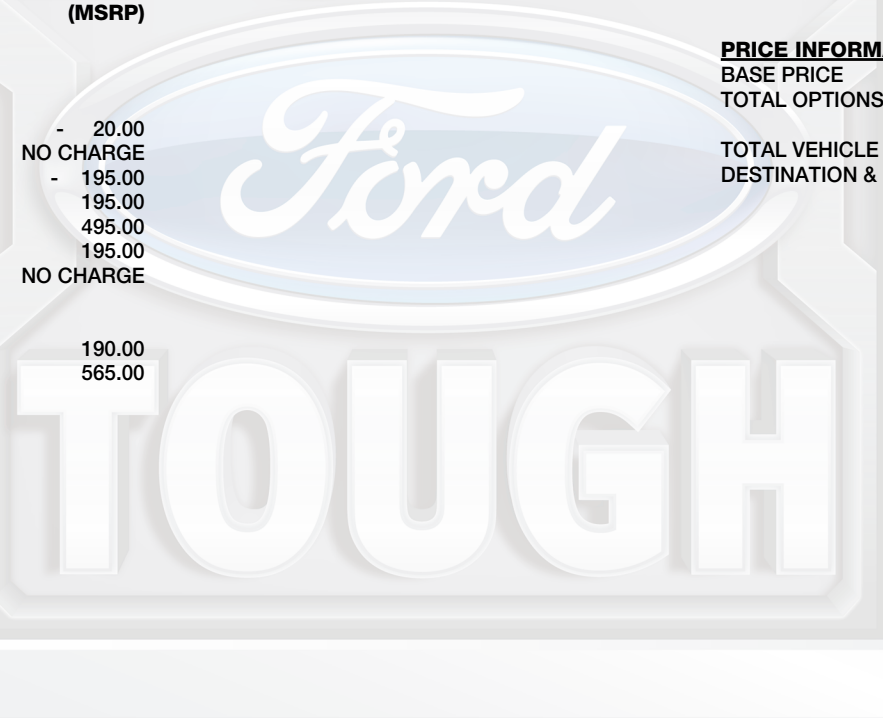 (MSRP)
- 20.00
NO CHARGE
- 195.00
195.00
495.00
195.00
NO CHARGE
190.00
565.00
PRICE INFORMA
BASE PRICE
TOTAL OPTIONS
TOTAL VEHICLE
DESTINATION &
Ford
TOUGH